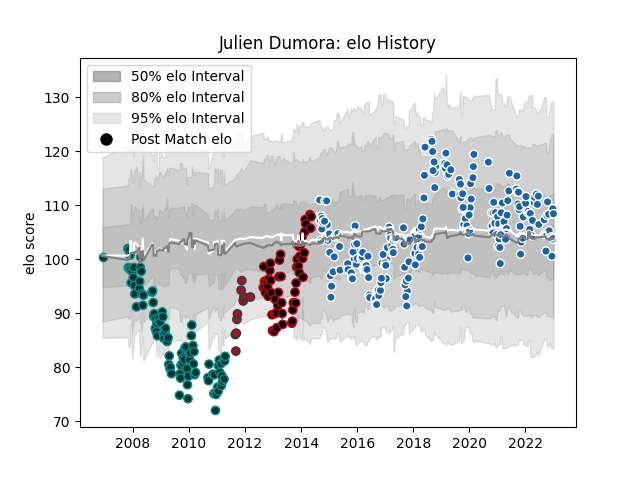 Julien Dumora: elo History
50% elo Interval
80% elo Interval
95% elo Interval
Post Match elo
elo score
130
120
110
100
90
80
70
2008 2010 2012 2014 2016 2018 2020 2022